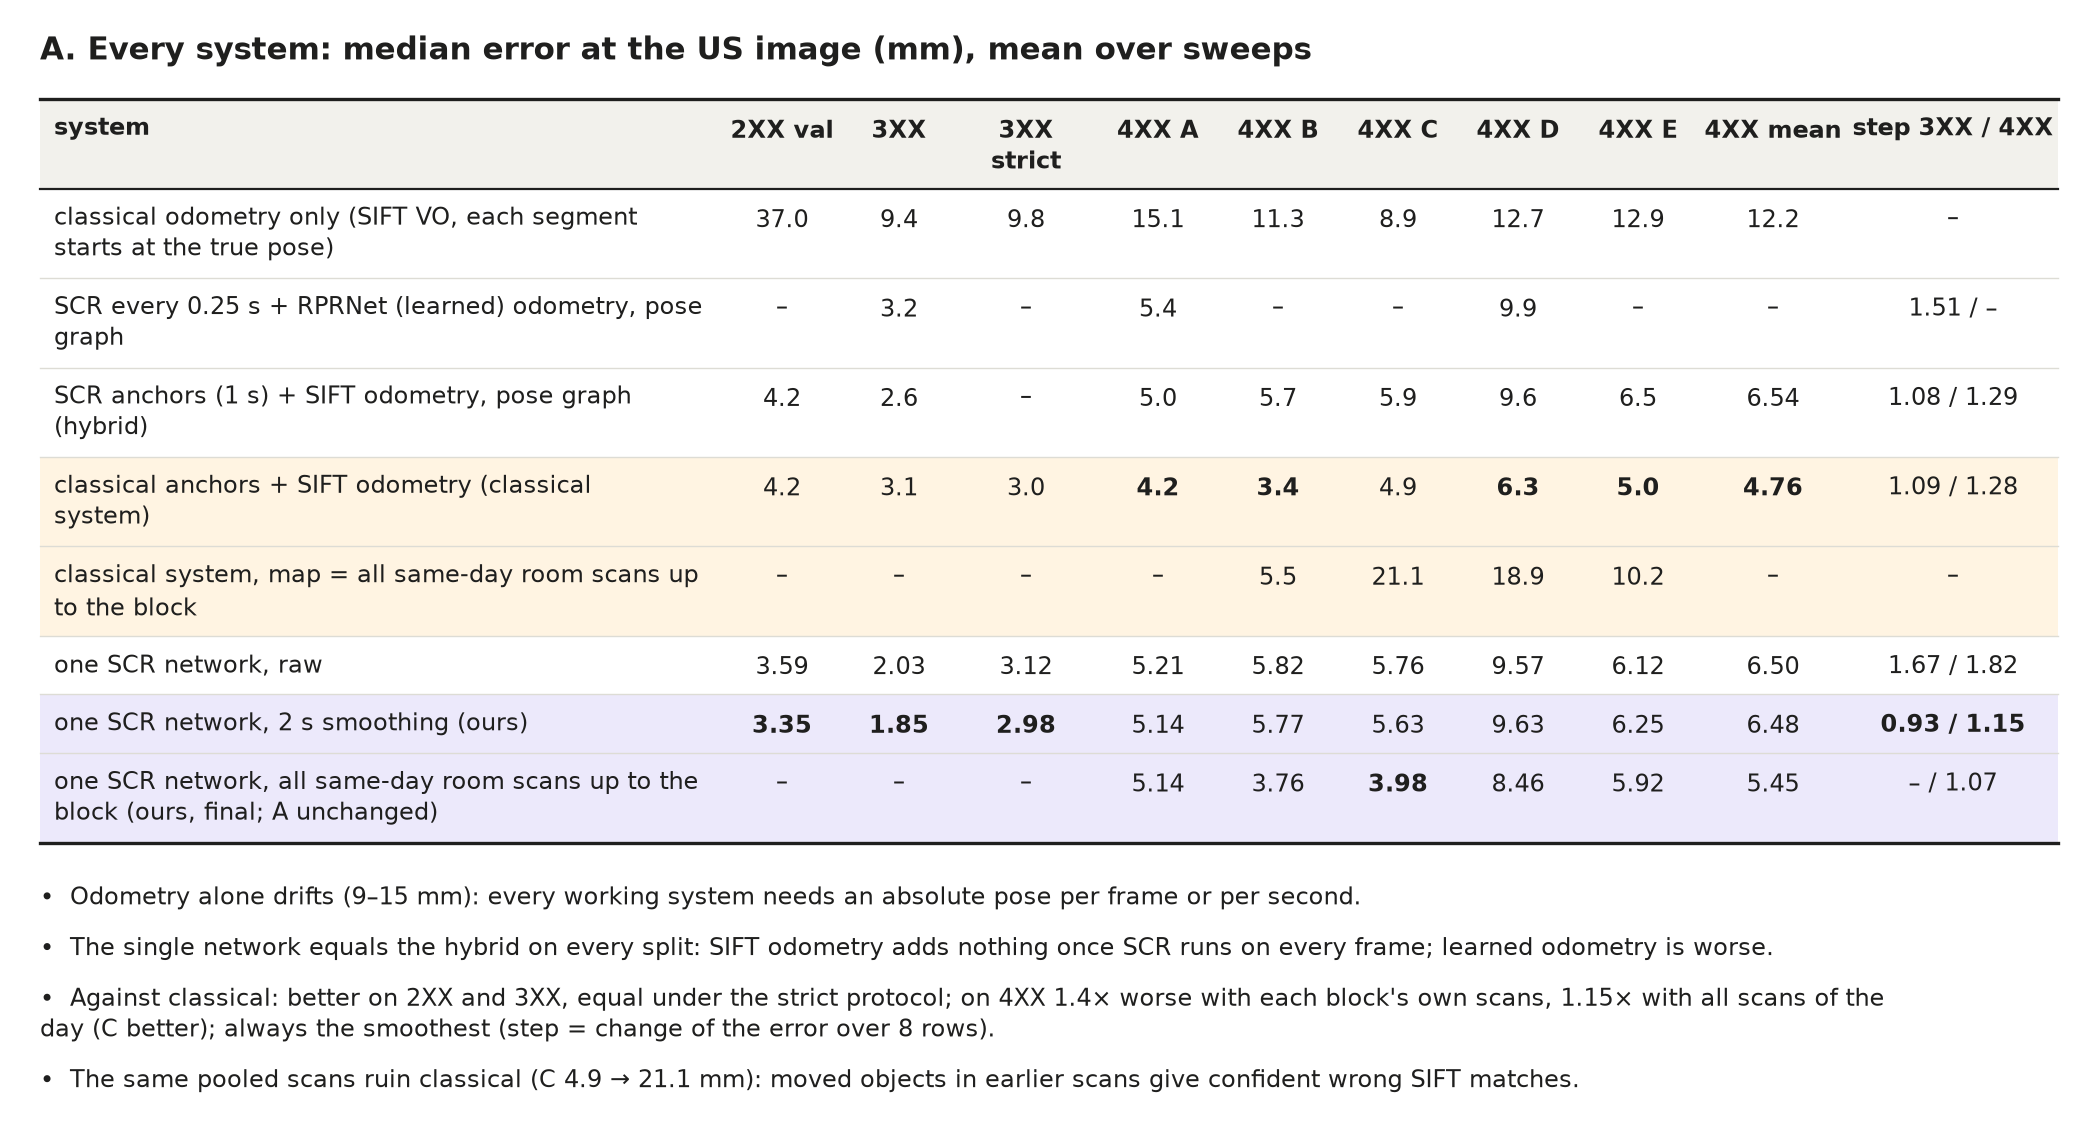 A. Every system: median error at the US image (mm), mean over sweeps
system 2XX val 3XX 3XX strict 4XX A 4XX B 4XX C 4XX D 4XX E 4XX mean step 3XX / 4XX
classical odometry only (SIFT VO, each segment
starts at the true pose)
37.0 9.4 9.8 15.1 11.3 8.9 12.7 12.9 12.2 –
SCR every 0.25 s + RPRNet (learned) odometry, pose
graph
– 3.2 – 5.4 – – 9.9 – – 1.51 / –
SCR anchors (1 s) + SIFT odometry, pose graph
(hybrid)
4.2 2.6 – 5.0 5.7 5.9 9.6 6.5 6.54 1.08 / 1.29
classical anchors + SIFT odometry (classical
system)
4.2 3.1 3.0 4.2 3.4 4.9 6.3 5.0 4.76 1.09 / 1.28
classical system, map = all same-day room scans up
to the block
– – – – 5.5 21.1 18.9 10.2 – –
one SCR network, raw 3.59 2.03 3.12 5.21 5.82 5.76 9.57 6.12 6.50 1.67 / 1.82
one SCR network, 2 s smoothing (ours) 3.35 1.85 2.98 5.14 5.77 5.63 9.63 6.25 6.48 0.93 / 1.15
one SCR network, all same-day room scans up to the
block (ours, final; A unchanged)
– – – 5.14 3.76 3.98 8.46 5.92 5.45 – / 1.07
• Odometry alone drifts (9–15 mm): every working system needs an absolute pose per frame or per second.
• The single network equals the hybrid on every split: SIFT odometry adds nothing once SCR runs on every frame; learned odometry is worse.
• Against classical: better on 2XX and 3XX, equal under the strict protocol; on 4XX 1.4× worse with each block's own scans, 1.15× with all scans of the
day (C better); always the smoothest (step = change of the error over 8 rows).
• The same pooled scans ruin classical (C 4.9 → 21.1 mm): moved objects in earlier scans give confident wrong SIFT matches.